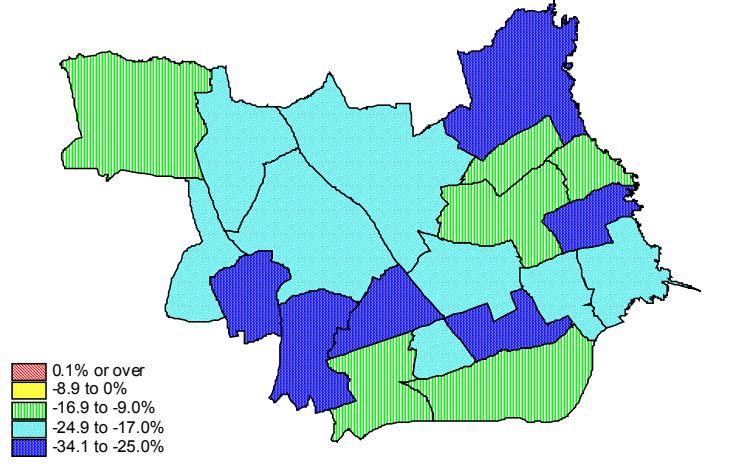 0.1% or over
-8.9 to 0%
-16.9 to -9.0%
-24.9 to -17.0%
-34.1 to -25.0%